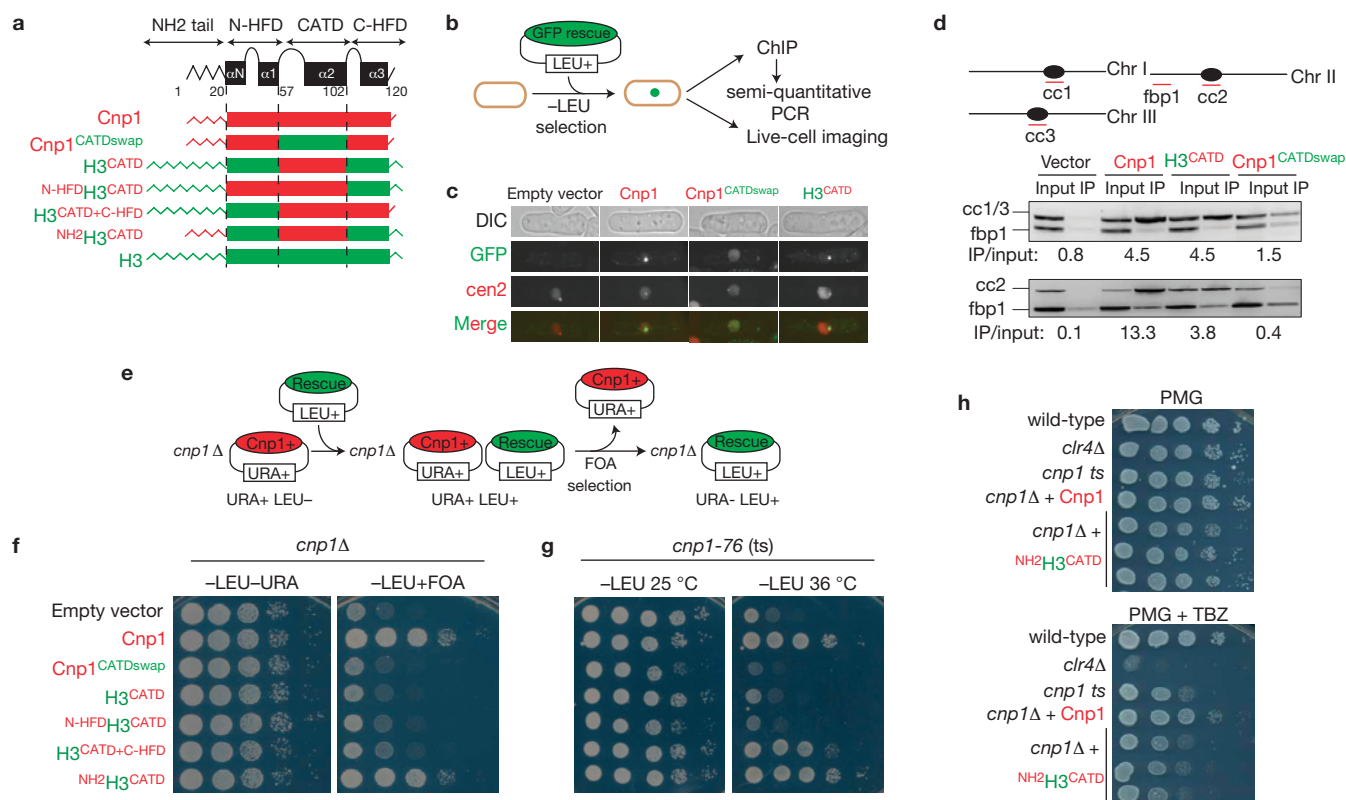 a
NH2 tail N-HFD CATD C-HFD
αN α1 α2 α3
1 20 57 102 120
Cnp1
Cnp1CATDswap
H3CATD
N-HFDH3CATD
H3CATD+C-HFD
NH2H3CATD
H3
b
GFP rescue
LEU+
–LEU
selection
ChIP
semi-quantitative
PCR
Live-cell imaging
c
Empty vector Cnp1 Cnp1CATDswap H3CATD
DIC
GFP
cen2
Merge
d
Chr I
cc1
Chr II
fbp1 cc2
Chr III
cc3
Vector Cnp1 H3CATD Cnp1CATDswap
Input IP Input IP Input IP Input IP
cc1/3
fbp1
IP/input: 0.8 4.5 4.5 1.5
cc2
fbp1
IP/input: 0.1 13.3 3.8 0.4
e
Rescue
LEU+
cnp1Δ
Cnp1+
URA+
URA+ LEU–
cnp1Δ
Cnp1+
URA+
Rescue
LEU+
URA+ LEU+
Cnp1+
URA+
FOA
selection
cnp1Δ
Rescue
LEU+
URA- LEU+
f
cnp1Δ
–LEU–URA –LEU+FOA
Empty vector
Cnp1
Cnp1CATDswap
H3CATD
N-HFDH3CATD
H3CATD+C-HFD
NH2H3CATD
g
cnp1-76 (ts)
–LEU 25 °C –LEU 36 °C
h
PMG
wild-type
clr4Δ
cnp1 ts
cnp1Δ + Cnp1
cnp1Δ +
NH2H3CATD
PMG + TBZ
wild-type
clr4Δ
cnp1 ts
cnp1Δ + Cnp1
cnp1Δ +
NH2H3CATD